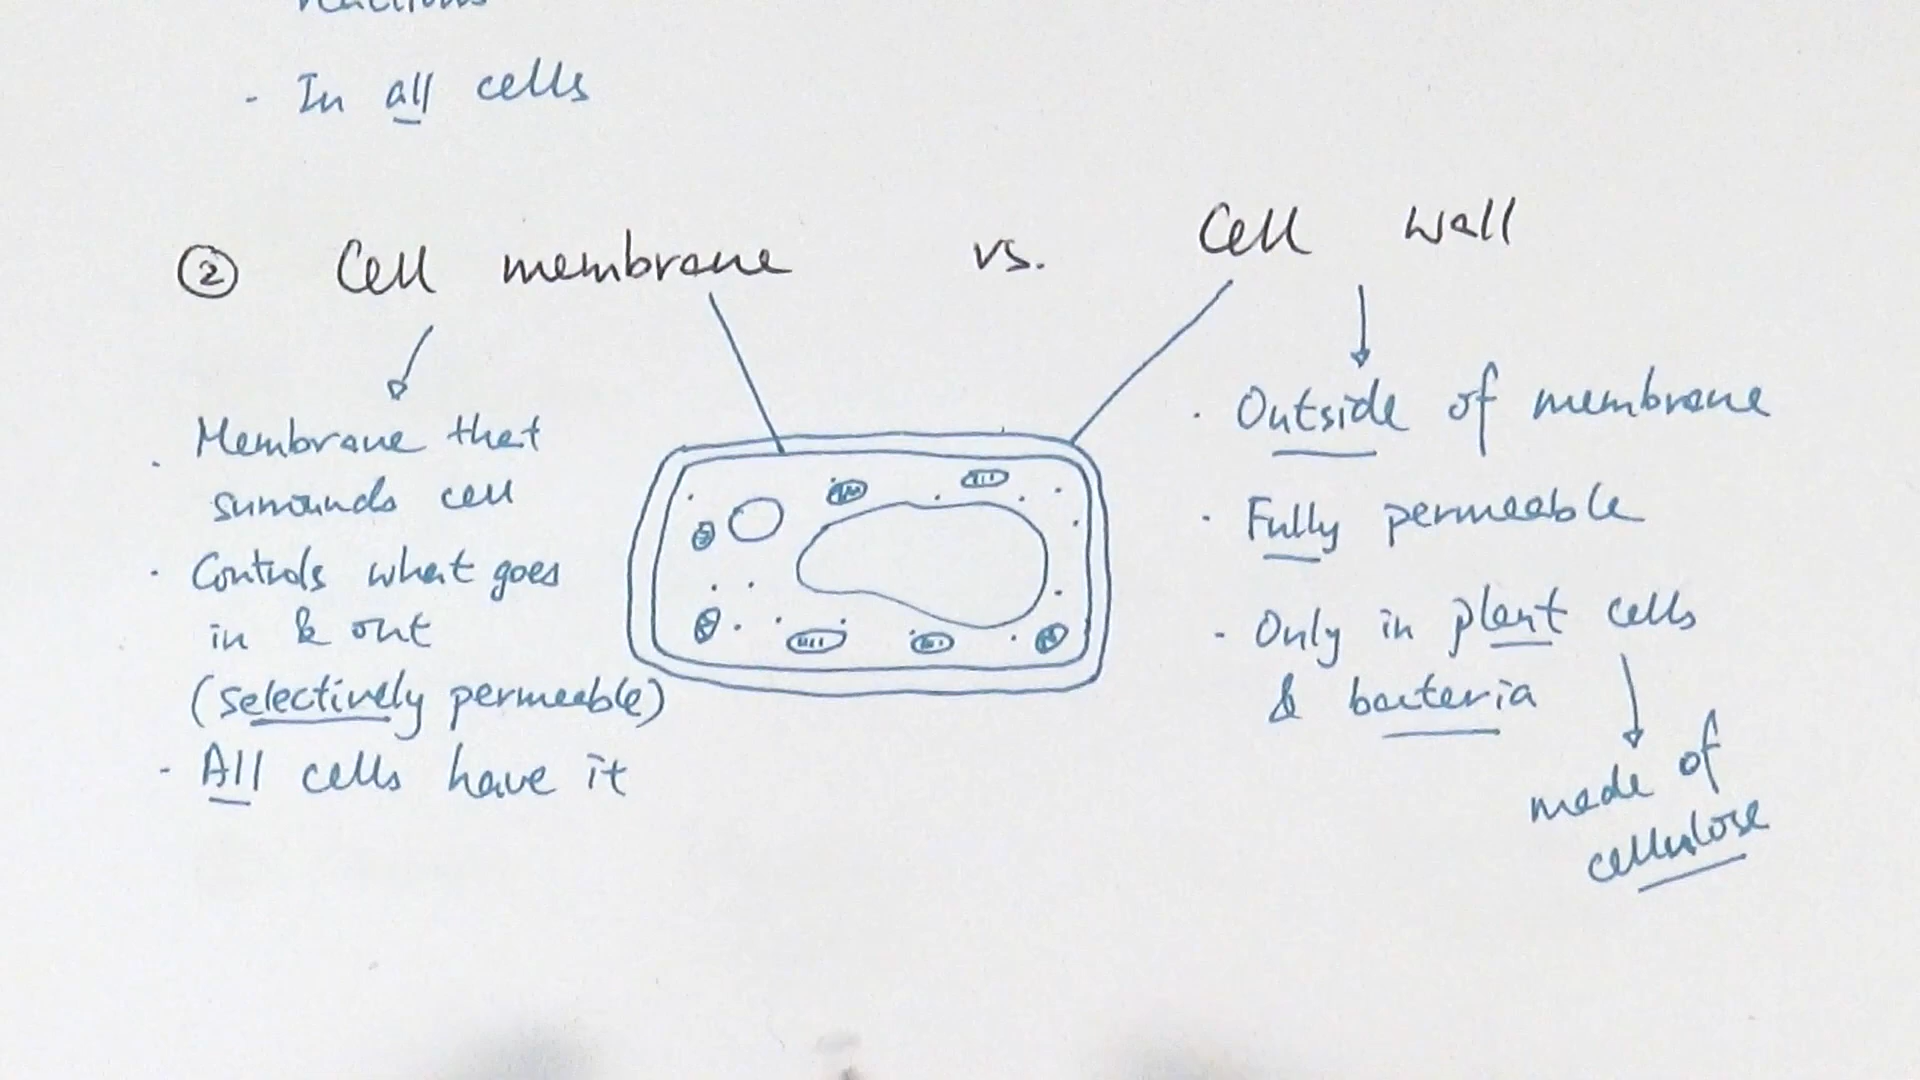 reactions
- In all cells
② Cell membrane vs. Cell wall
· Membrane that
surrounds cell
· Controls what goes
in & out
(selectively permeable)
- All cells have it
· Outside of membrane
· Fully permeable
- Only in plant cells
& bacteria
made of
cellulose